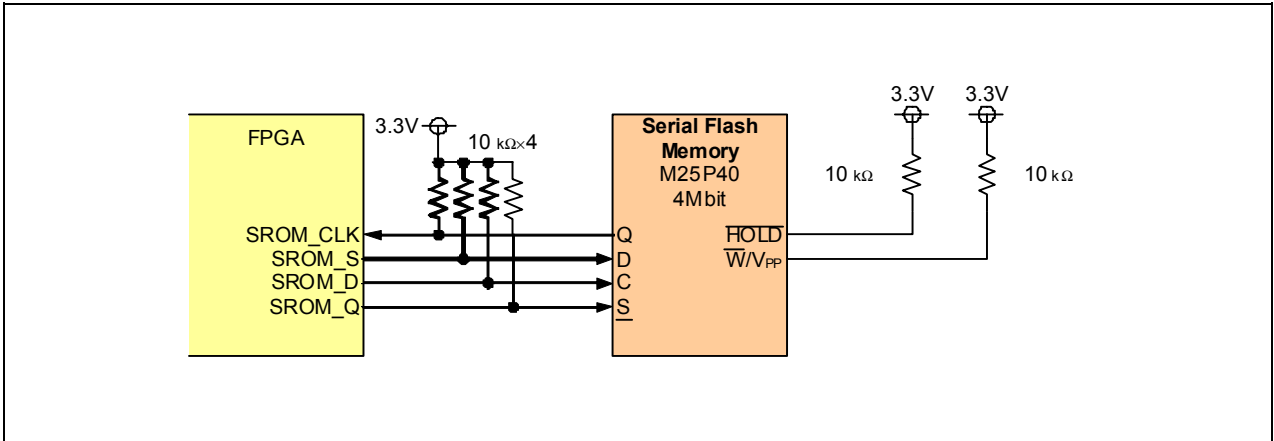 FPGA
3.3V
10 kΩ×4
SROM_CLK
SROM_S
SROM_D
SROM_Q
Serial Flash
Memory
M25P40
4Mbit
Q
D
C
S̅
H̅O̅L̅D̅
W̅/VPP
3.3V 3.3V
10 kΩ 10 kΩ